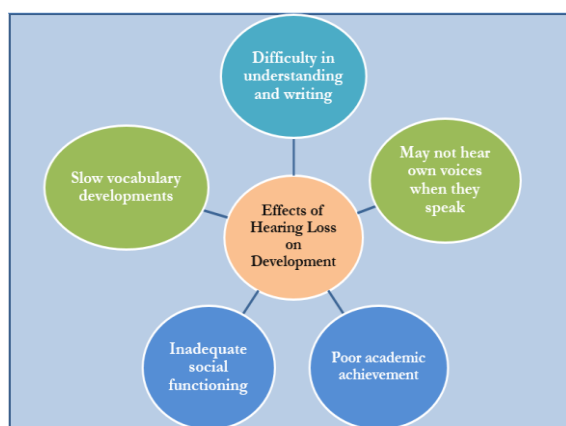 Difficulty in
understanding
and writing
May not hear
own voices
when they
speak
Slow vocabulary
developments
Effects of
Hearing Loss
on
Development
Inadequate
social
functioning
Poor academic
achievement